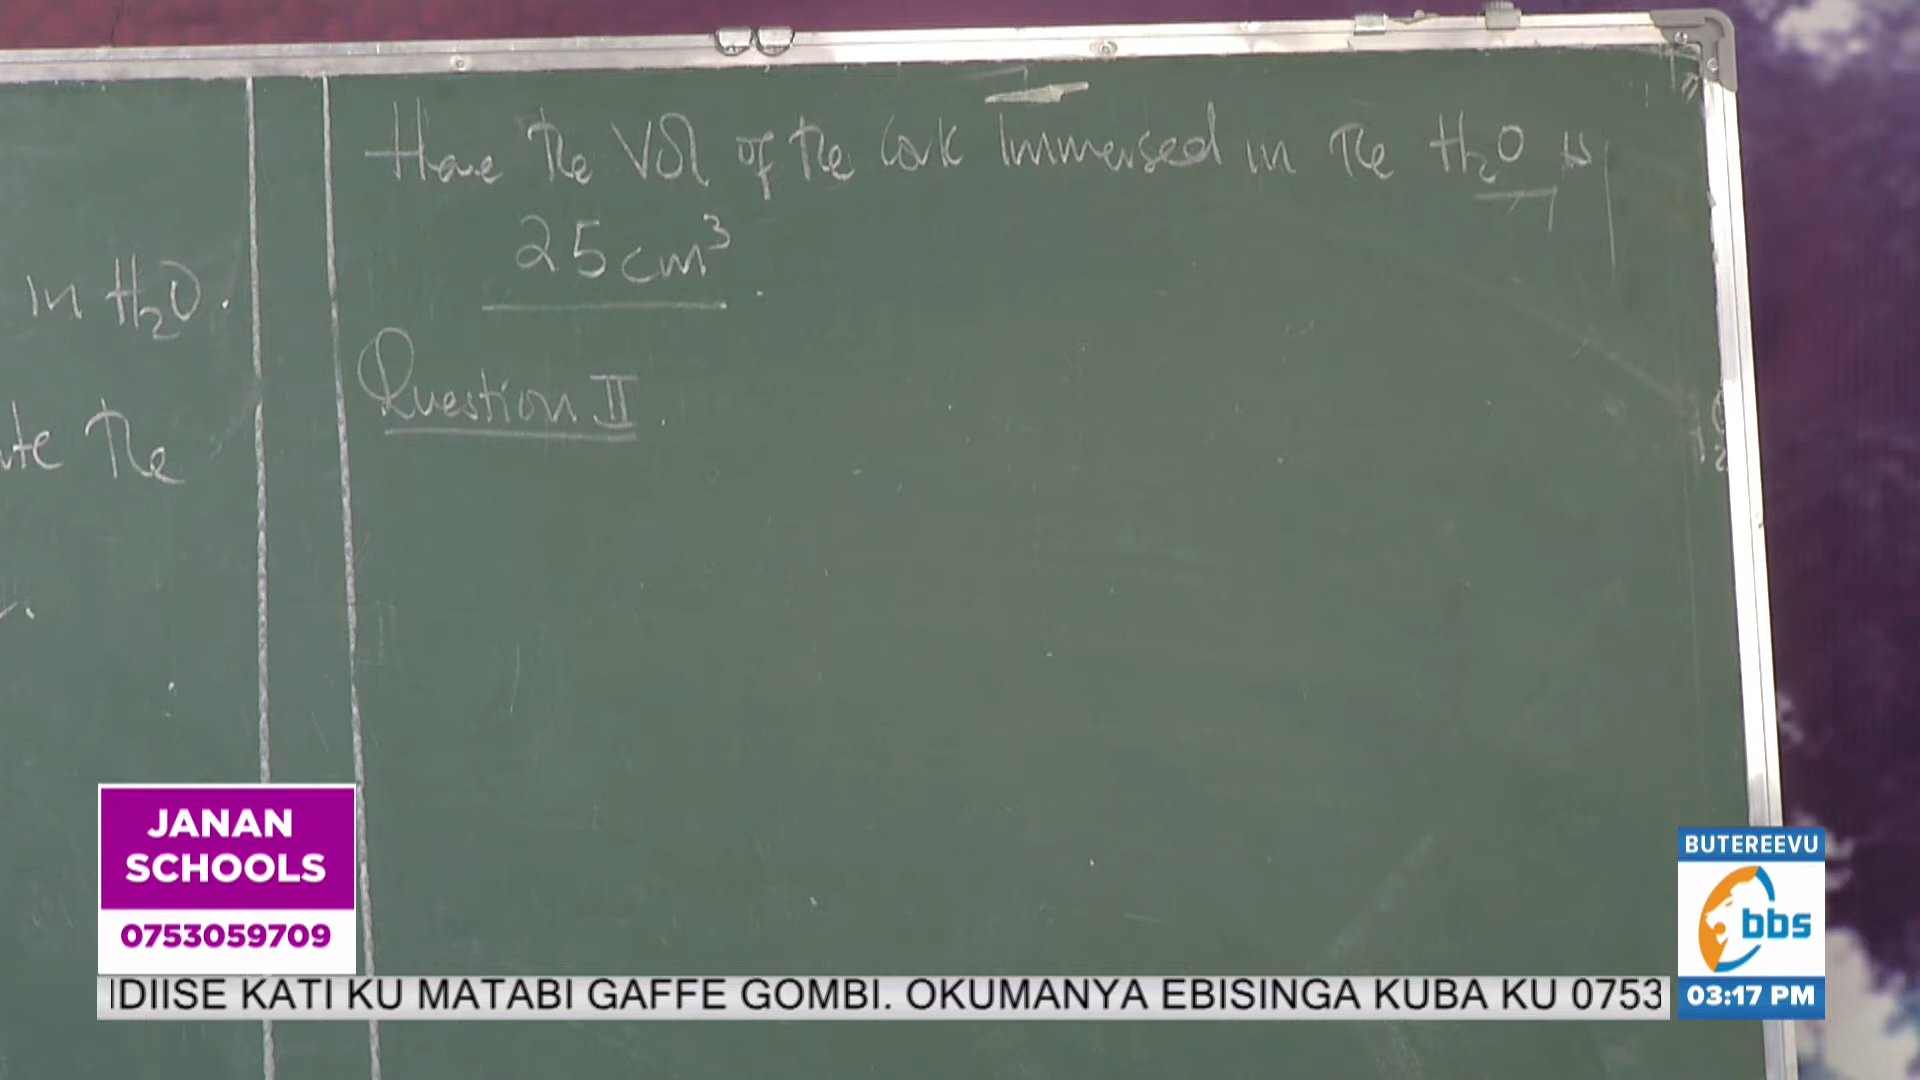 Hence the Vol of the Cork Immersed in the H₂O is
25cm³.
in H₂O.
Question II.
the
JANAN
SCHOOLS
0753059709
BUTEREEVU
bbs
03:17 PM
IDIISE KATI KU MATABI GAFFE GOMBI. OKUMANYA EBISINGA KUBA KU 0753